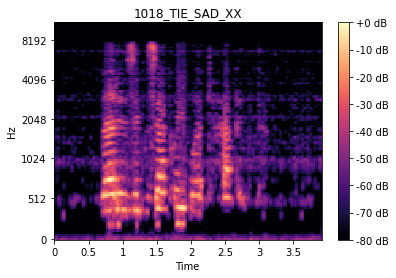 1018_TIE_SAD_XX
8192
4096
2048
1024
512
0
Hz
0 0.5 1 1.5 2 2.5 3 3.5
Time
+0 dB
-10 dB
-20 dB
-30 dB
-40 dB
-50 dB
-60 dB
-70 dB
-80 dB